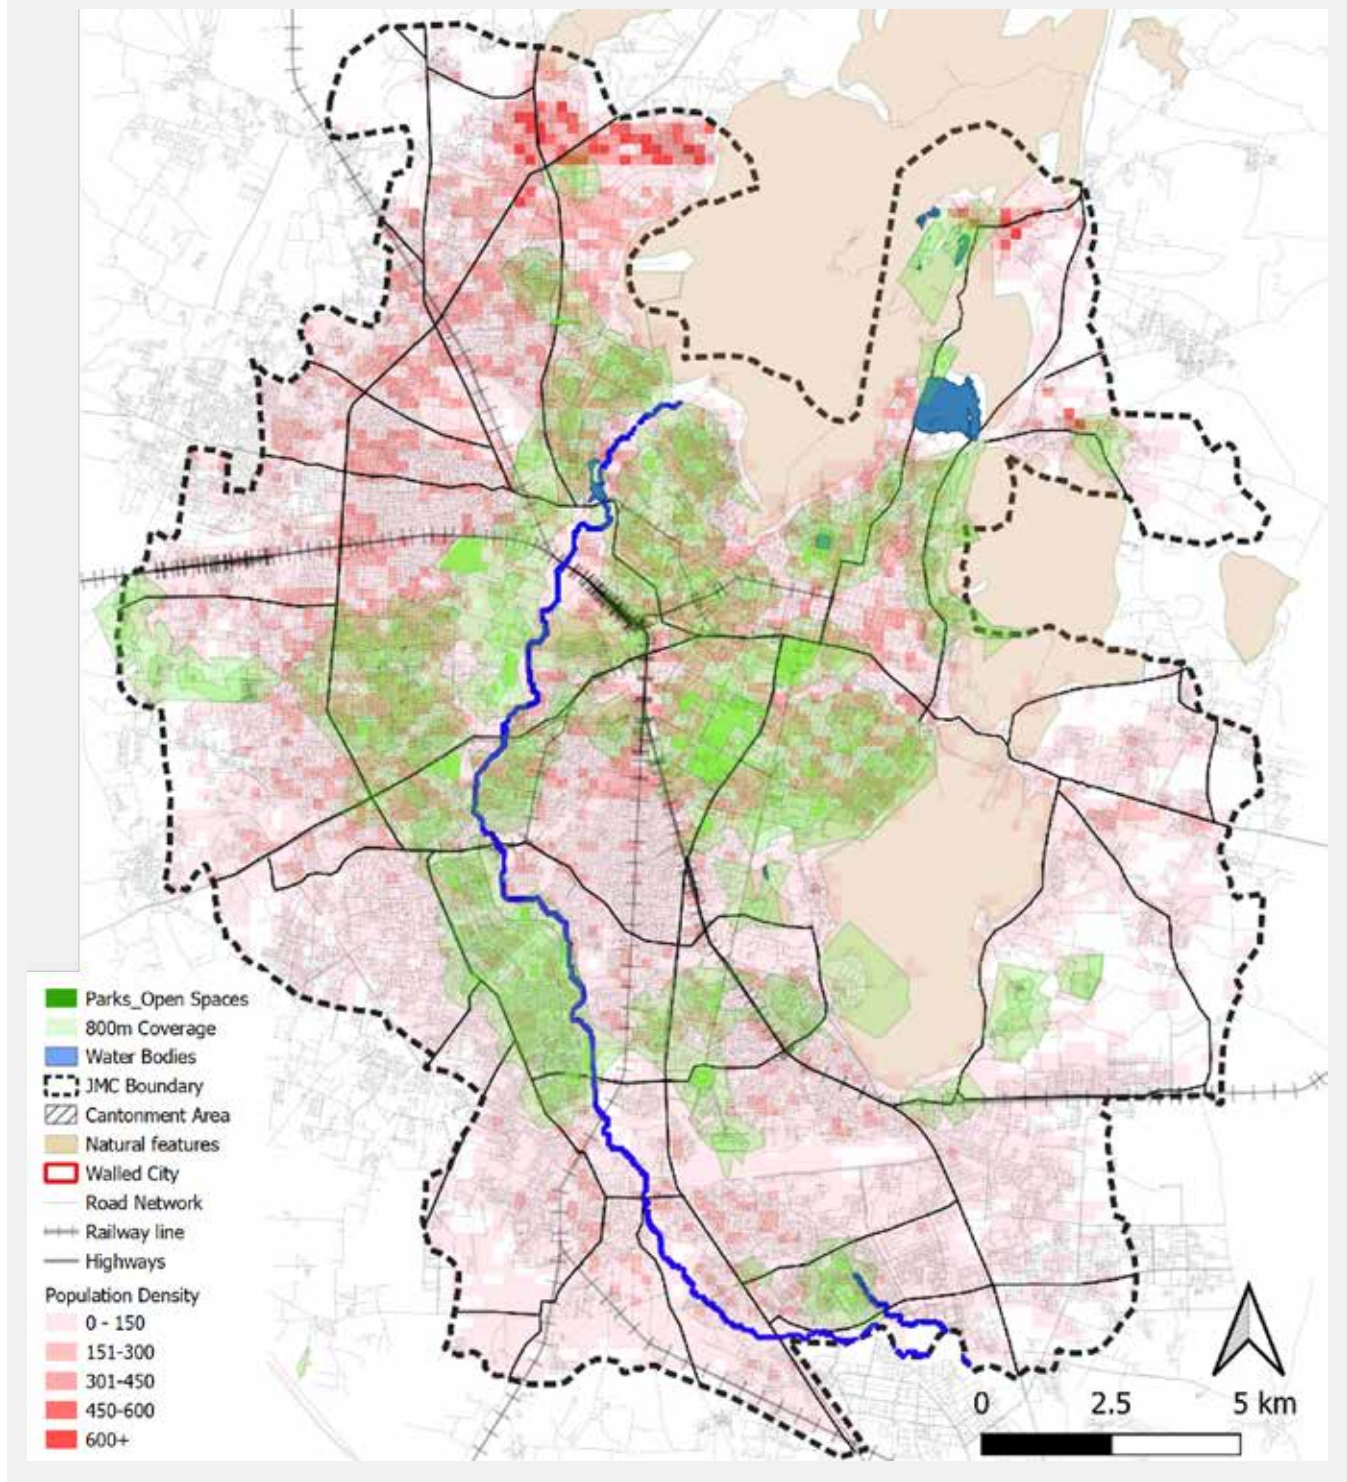 Parks_Open Spaces
800m Coverage
Water Bodies
JMC Boundary
Cantonment Area
Natural features
Walled City
Road Network
Railway line
Highways
Population Density
0 - 150
151-300
301-450
450-600
600+
0 2.5 5 km